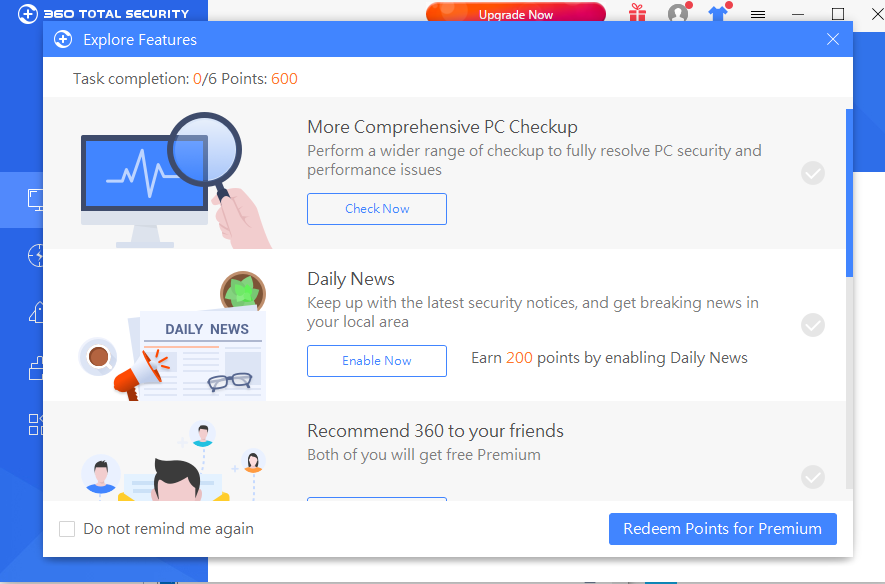 360 TOTAL SECURITY
Upgrade Now
Explore Features
Task completion: 0/6 Points: 600
More Comprehensive PC Checkup
Perform a wider range of checkup to fully resolve PC security and
performance issues
Check Now
Daily News
Keep up with the latest security notices, and get breaking news in
your local area
DAILY NEWS
Enable Now
Earn 200 points by enabling Daily News
Recommend 360 to your friends
Both of you will get free Premium
Do not remind me again
Redeem Points for Premium